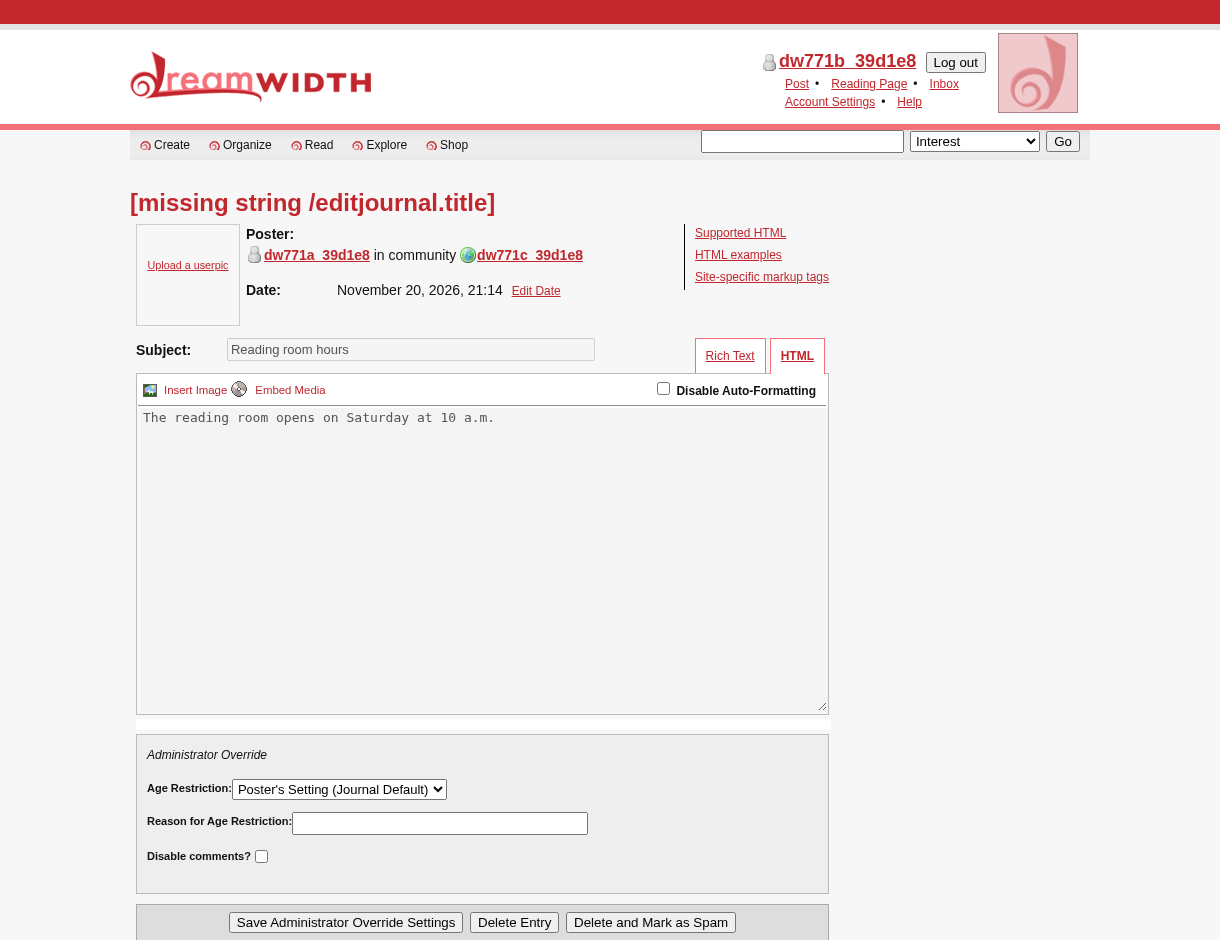 dreamWIDTH
dw771b_39d1e8 Log out
Post • Reading Page • Inbox
Account Settings • Help
Create Organize Read Explore Shop Interest Go
[missing string /editjournal.title]
Upload a userpic
Poster:
dw771a_39d1e8 in community dw771c_39d1e8
Date: November 20, 2026, 21:14 Edit Date
Supported HTML
HTML examples
Site-specific markup tags
Subject: Reading room hours
Rich Text HTML
Insert Image Embed Media Disable Auto-Formatting
The reading room opens on Saturday at 10 a.m.
Administrator Override
Age Restriction: Poster's Setting (Journal Default)
Reason for Age Restriction:
Disable comments?
Save Administrator Override Settings Delete Entry Delete and Mark as Spam